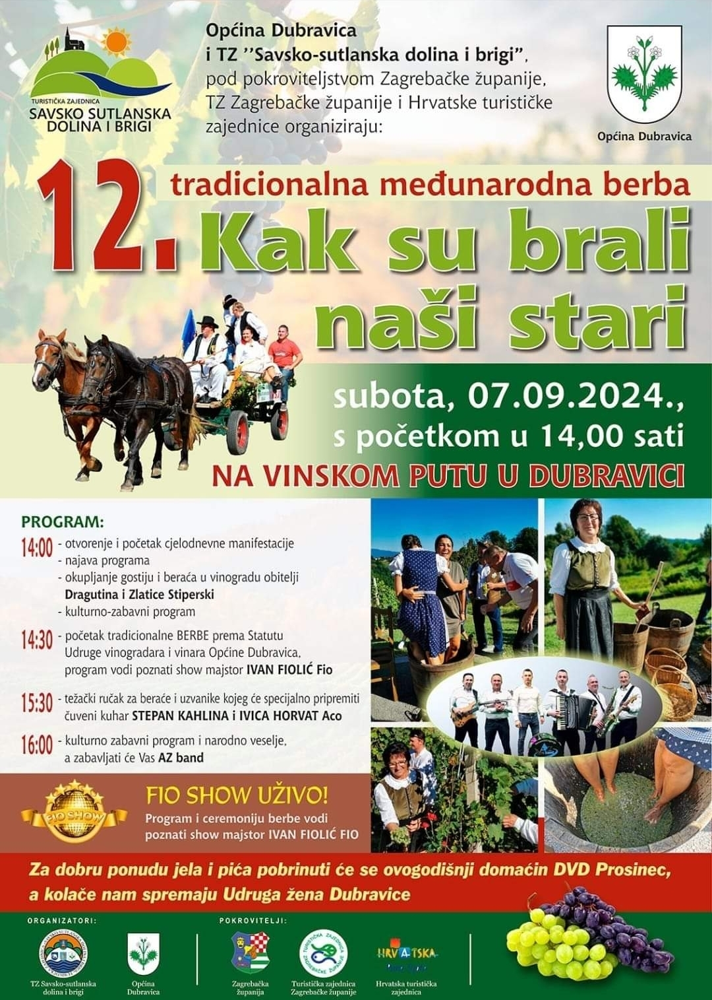 Općina Dubravica
i TZ ’’Savsko-sutlanska dolina i brigi”,
pod pokroviteljstvom Zagrebačke županije,
TZ Zagrebačke županije i Hrvatske turističke
zajednice organiziraju:
TURISTIČKA ZAJEDNICA
SAVSKO SUTLANSKA
DOLINA I BRIGI
Općina Dubravica
12. tradicionalna međunarodna berba
Kak su brali
naši stari
subota, 07.09.2024.,
s početkom u 14,00 sati
NA VINSKOM PUTU U DUBRAVICI
PROGRAM:
14:00 - otvorenje i početak cjelodnevne manifestacije
- najava programa
- okupljanje gostiju i beraća u vinogradu obitelji
Dragutina i Zlatice Stiperski
- kulturno-zabavni program
14:30 - početak tradicionalne BERBE prema Statutu
Udruge vinogradara i vinara Općine Dubravica,
program vodi poznati show majstor IVAN FIOLIĆ Fio
15:30 - težački ručak za beraće i uzvanike kojeg će specijalno pripremiti
čuveni kuhar STEPAN KAHLINA i IVICA HORVAT Aco
16:00 - kulturno zabavni program i narodno veselje,
a zabavljati će Vas AZ band
FIO SHOW
FIO SHOW UŽIVO!
Program i ceremoniju berbe vodi
poznati show majstor IVAN FIOLIĆ FIO
Za dobru ponudu jela i pića pobrinuti će se ovogodišnji domaćin DVD Prosinec,
a kolače nam spremaju Udruga žena Dubravice
ORGANIZATORI:
POKROVITELJI:
TURISTIČKA ZAJEDNICA
ZAGREBAČKE ŽUPANIJE
HRVATSKA
TZ Savsko-sutlanska
dolina i brigi
Općina
Dubravica
Zagrebačka
županija
Turistička zajednica
Zagrebačke županije
Hrvatska turistička
zajednica